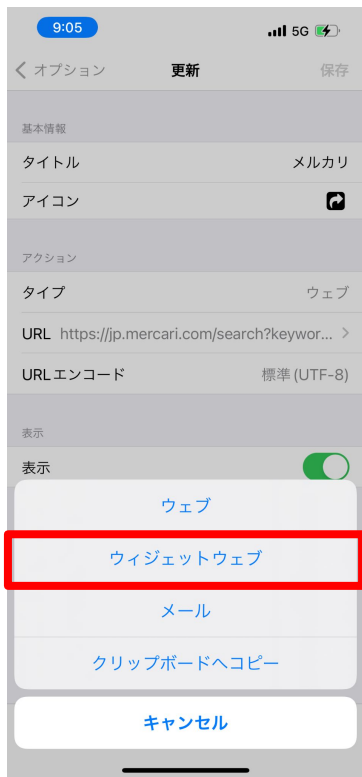 9:05 5G
オプション 更新 保存
基本情報
タイトル メルカリ
アイコン
アクション
タイプ ウェブ
URL https://jp.mercari.com/search?keywor...
URLエンコード 標準(UTF-8)
表示
表示
ウェブ
ウィジェットウェブ
メール
クリップボードへコピー
キャンセル